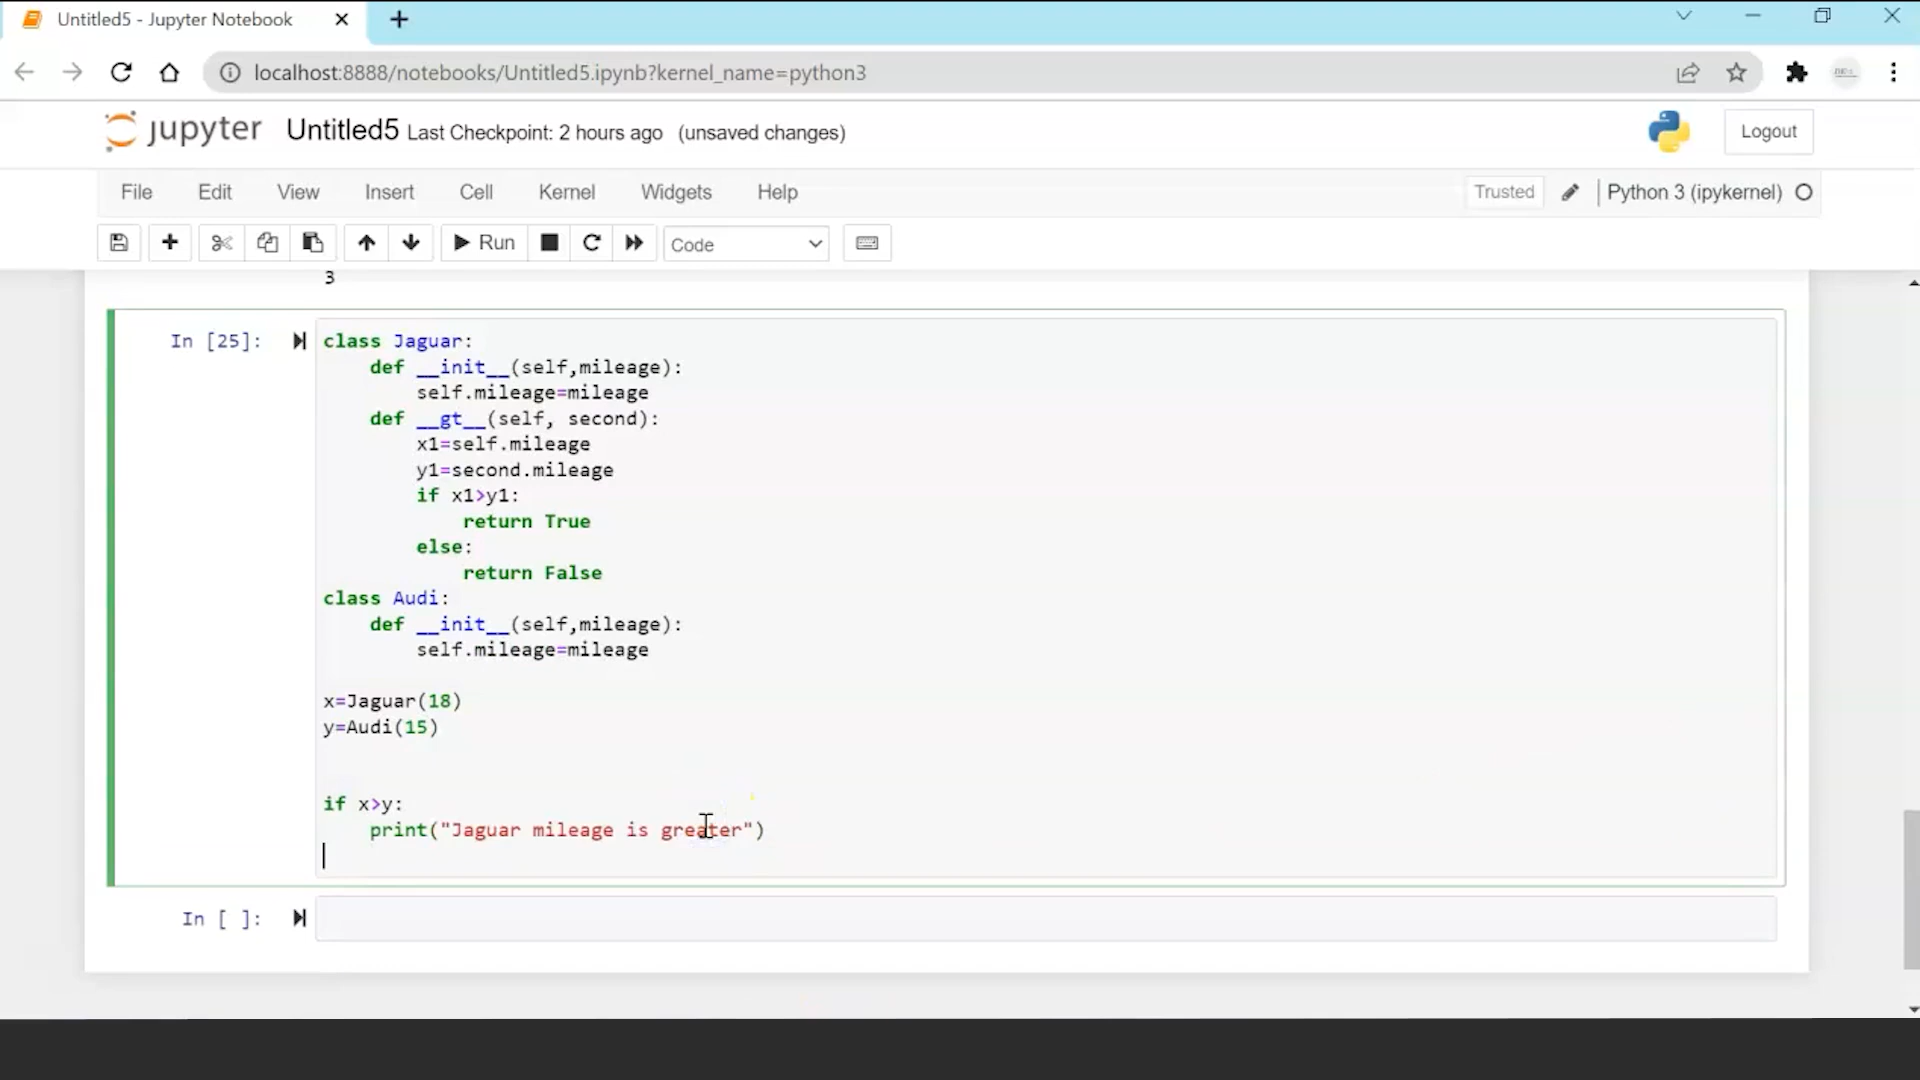 Untitled5 - Jupyter Notebook
localhost:8888/notebooks/Untitled5.ipynb?kernel_name=python3
jupyter Untitled5 Last Checkpoint: 2 hours ago (unsaved changes)
Logout
File Edit View Insert Cell Kernel Widgets Help
Trusted Python 3 (ipykernel)
Run Code
3
In [25]:
class Jaguar:
    def __init__(self,mileage):
        self.mileage=mileage
    def __gt__(self, second):
        x1=self.mileage
        y1=second.mileage
        if x1>y1:
            return True
        else:
            return False
class Audi:
    def __init__(self,mileage):
        self.mileage=mileage
x=Jaguar(18)
y=Audi(15)
if x>y:
    print("Jaguar mileage is greater")
In [ ]: